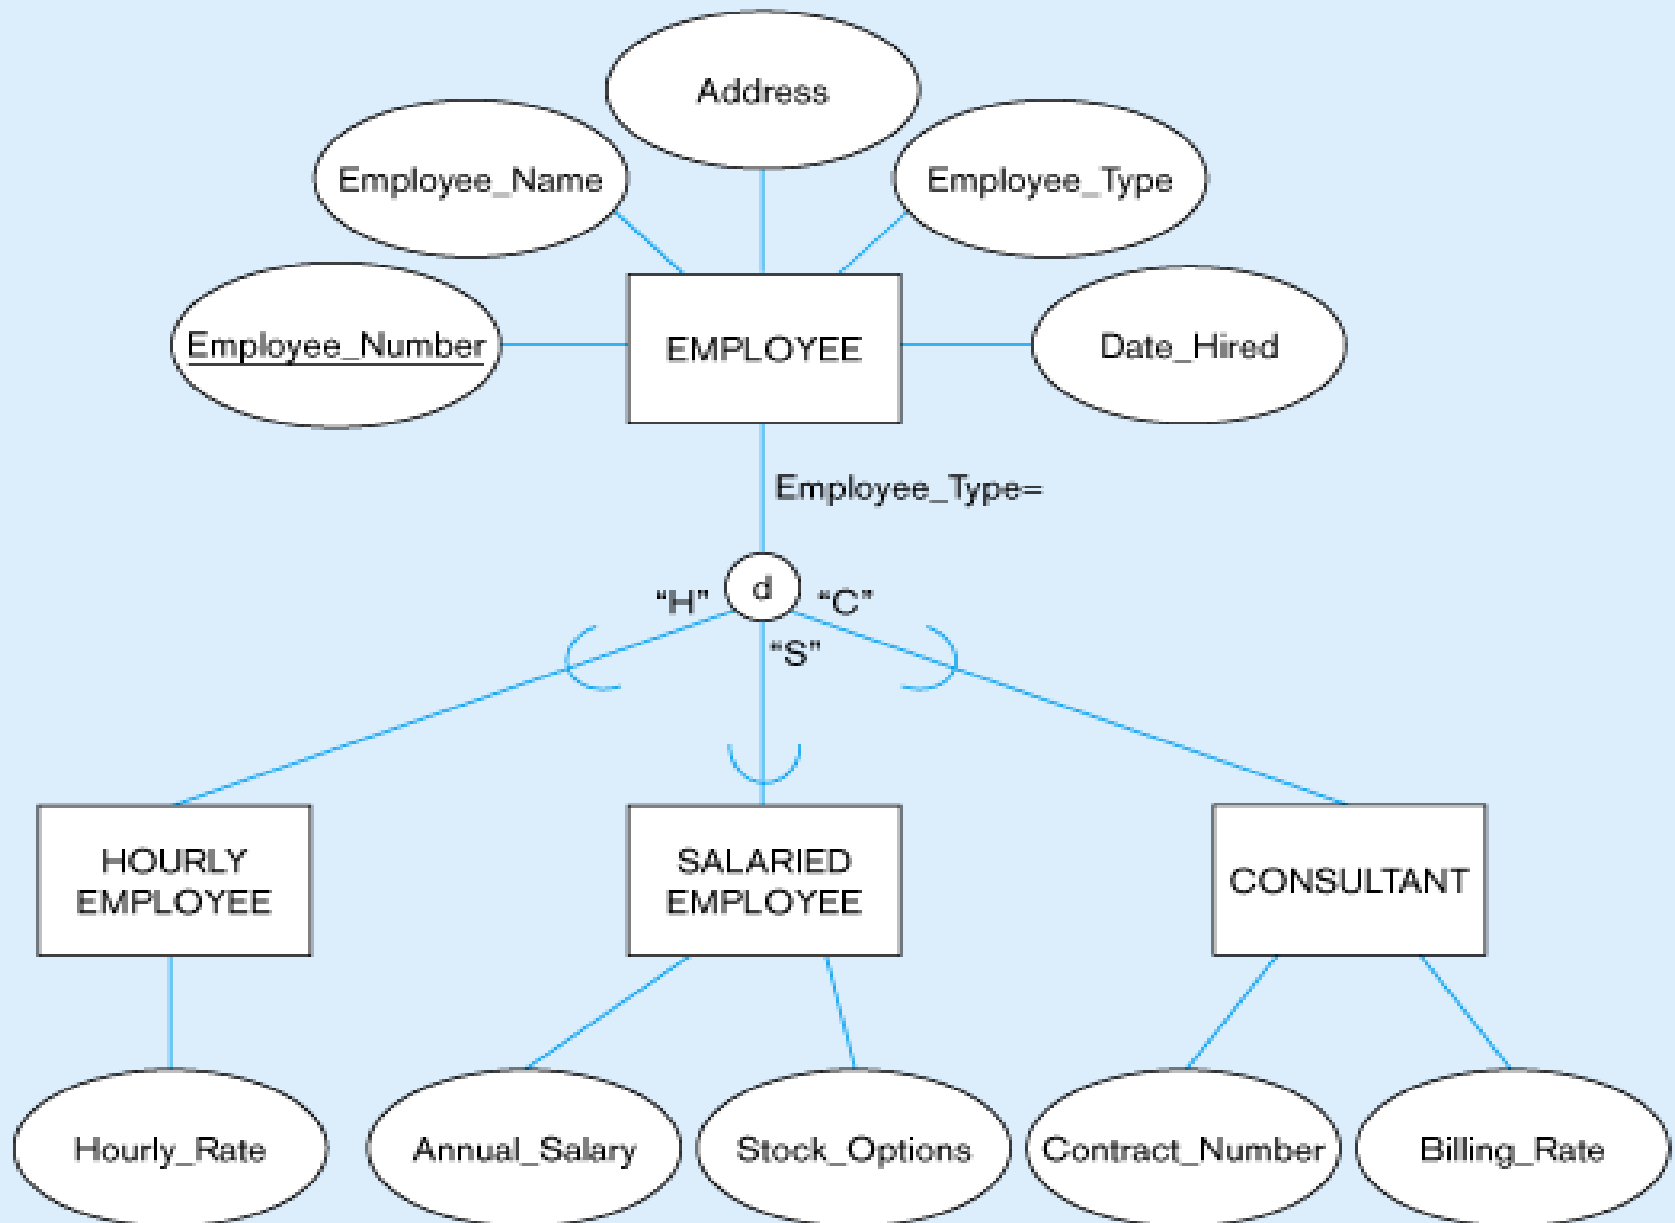 Address
Employee_Name
Employee_Type
Employee_Number
EMPLOYEE
Date_Hired
Employee_Type=
d
“H”
“C”
“S”
HOURLY
EMPLOYEE
SALARIED
EMPLOYEE
CONSULTANT
Hourly_Rate
Annual_Salary
Stock_Options
Contract_Number
Billing_Rate